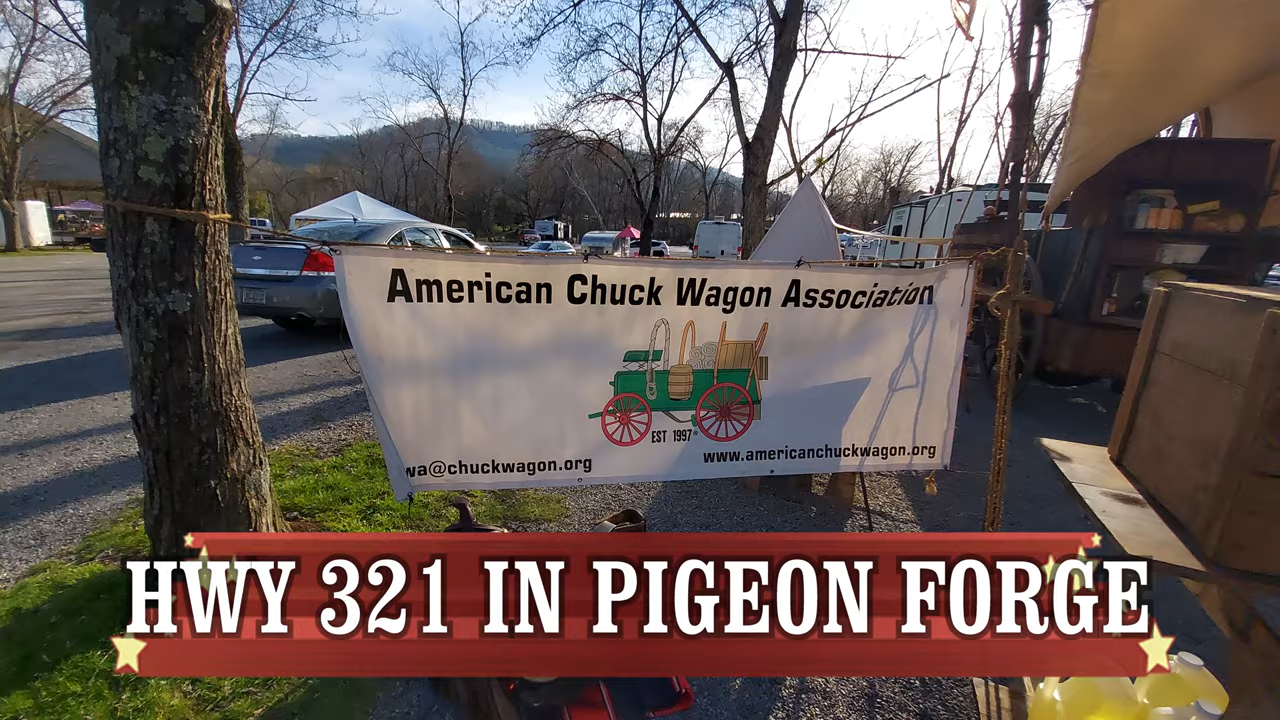 American Chuck Wagon Association
EST 1997
wa@chuckwagon.org
www.americanchuckwagon.org
HWY 321 IN PIGEON FORGE